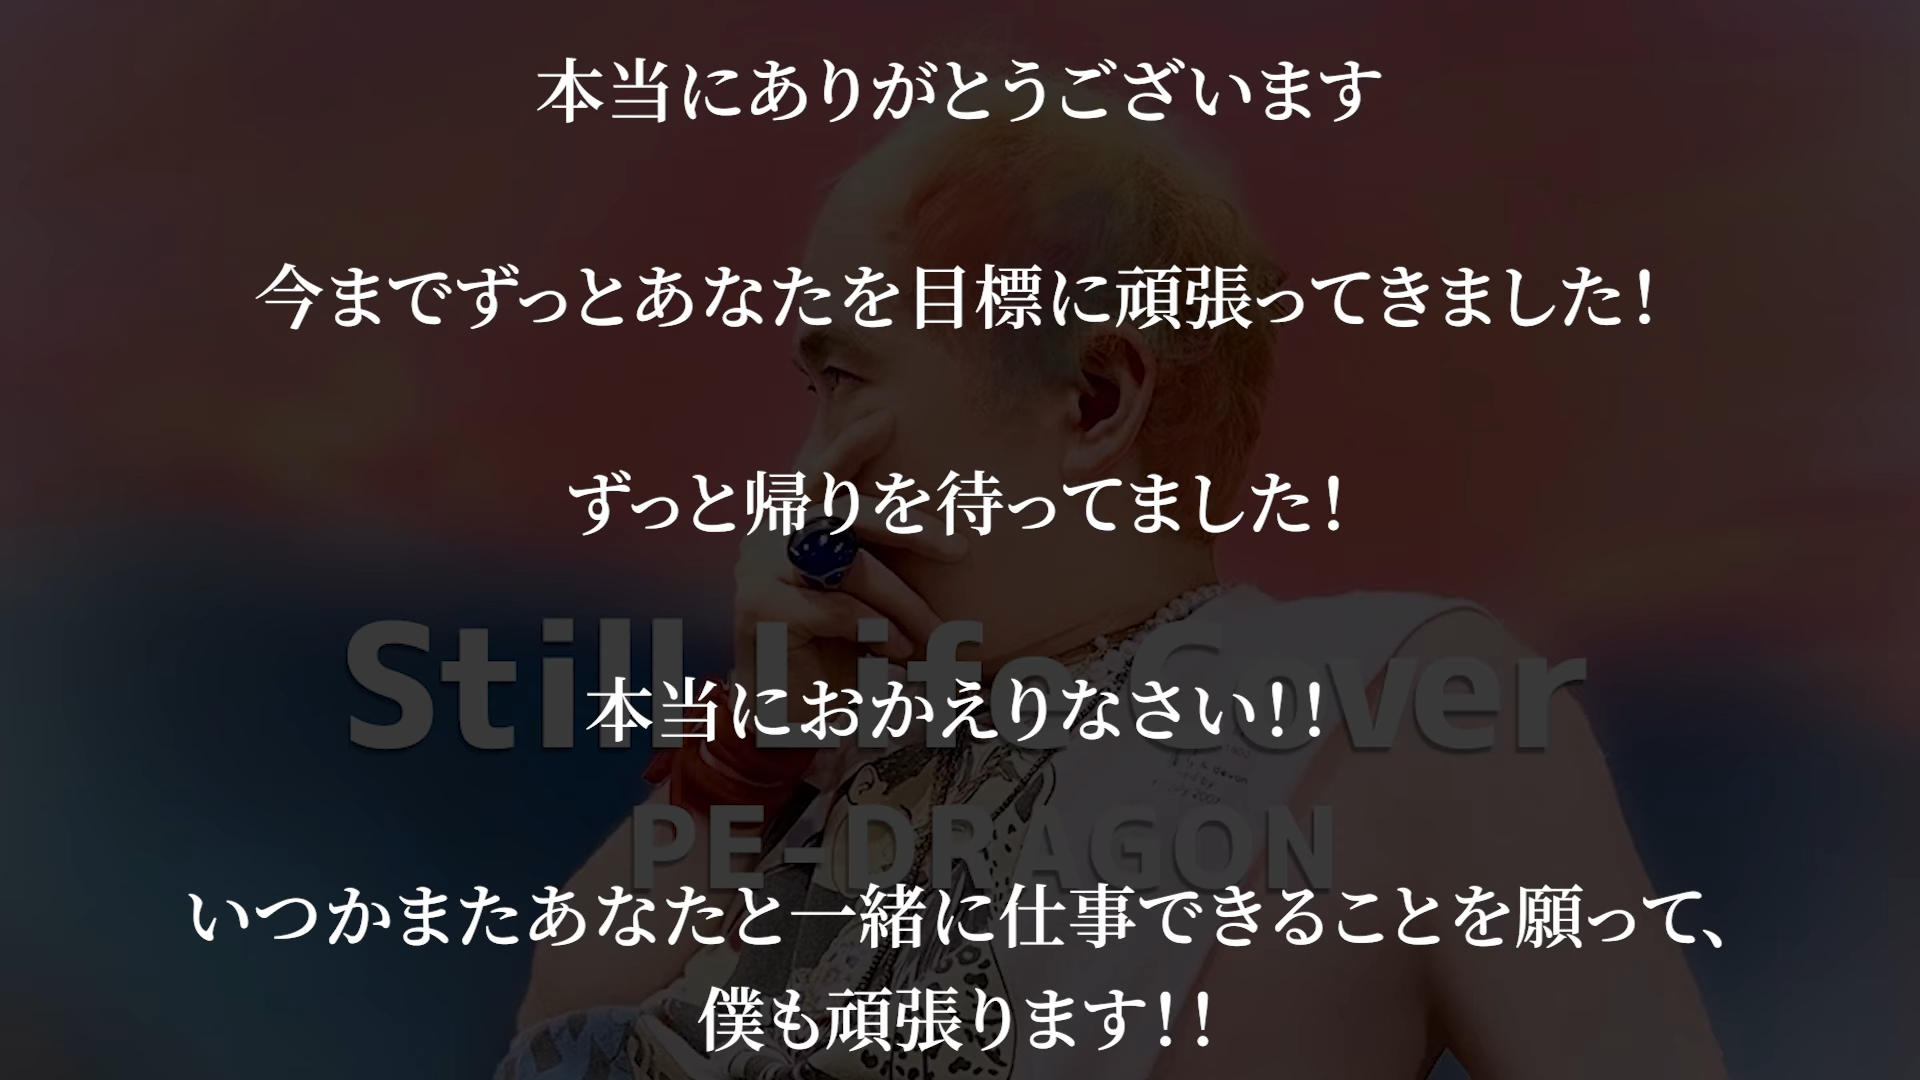 本当にありがとうございます
今までずっとあなたを目標に頑張ってきました!
ずっと帰りを待ってました!
Still Life Cover
本当におかえりなさい!!
PE-DRAGON
いつかまたあなたと一緒に仕事できることを願って、
僕も頑張ります!!